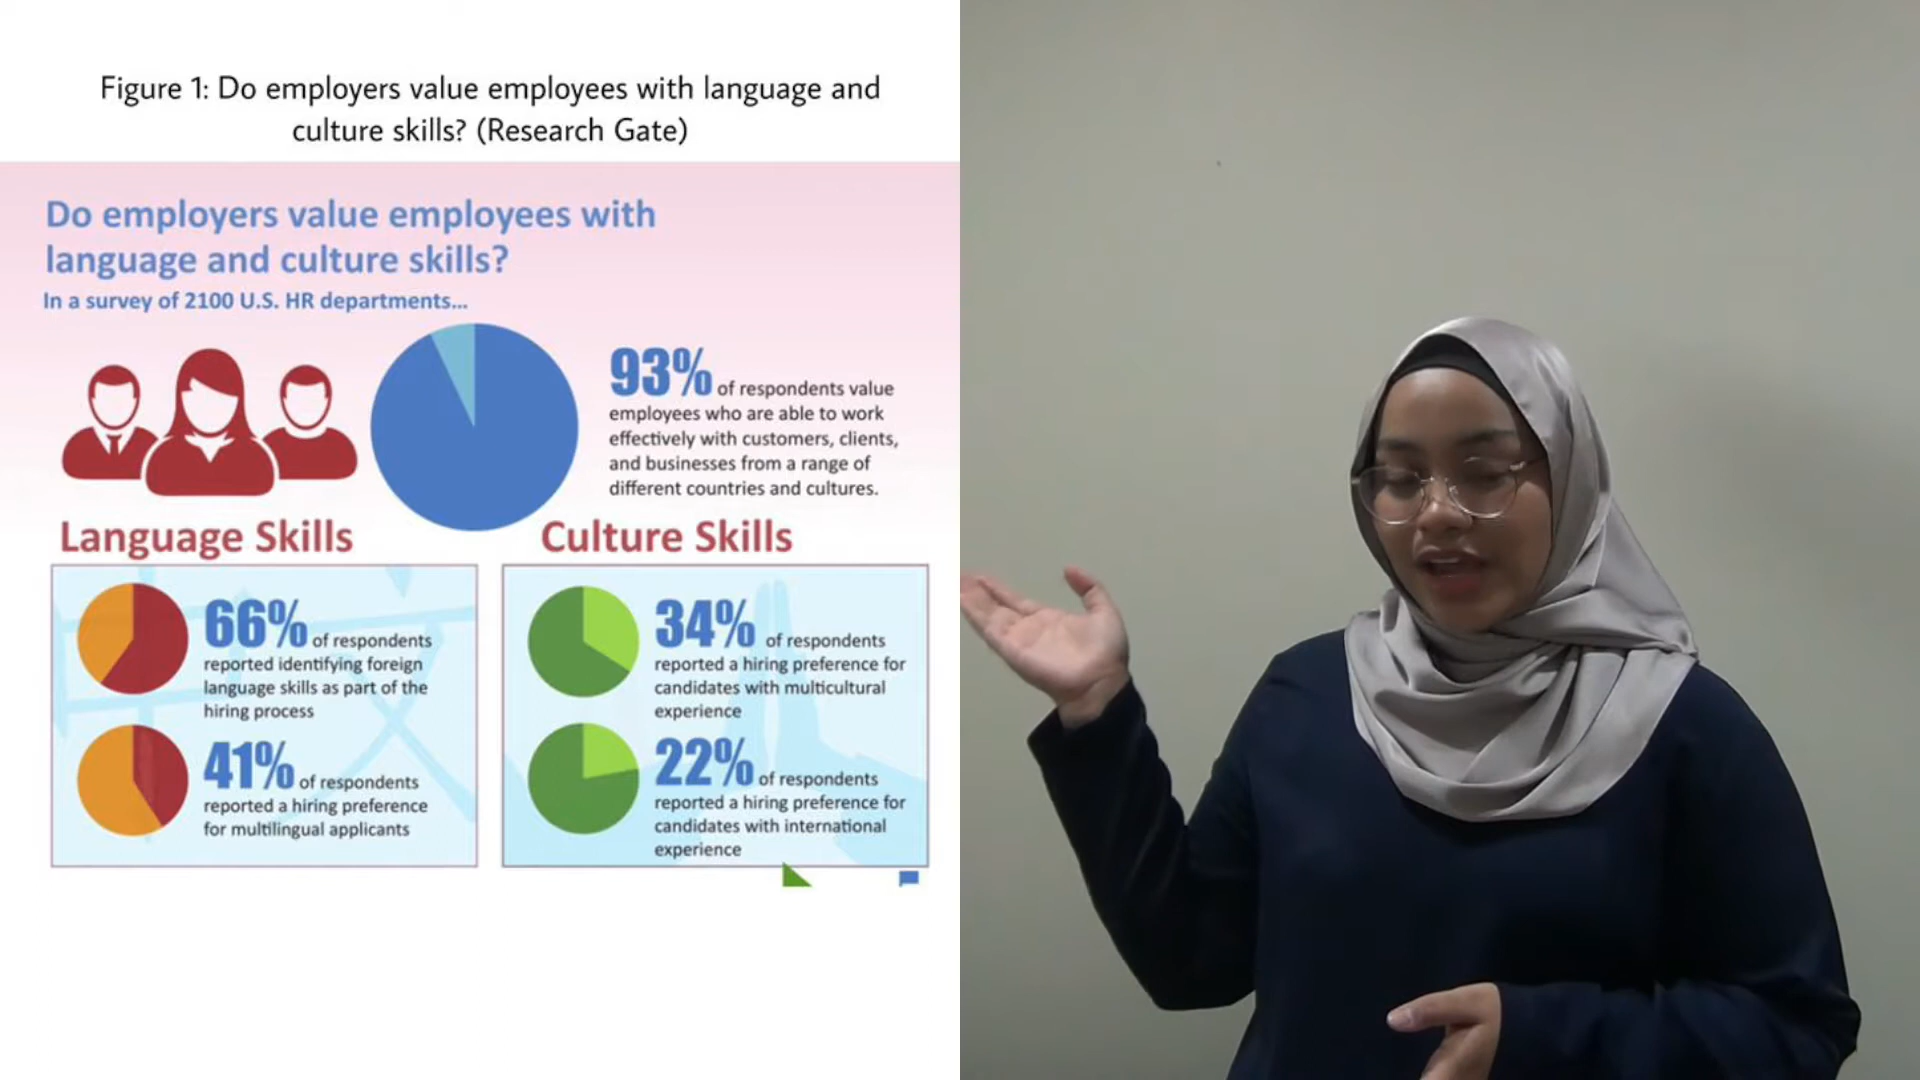 Figure 1: Do employers value employees with language and
culture skills? (Research Gate)
Do employers value employees with
language and culture skills?
In a survey of 2100 U.S. HR departments...
93% of respondents value
employees who are able to work
effectively with customers, clients,
and businesses from a range of
different countries and cultures.
Language Skills
66% of respondents
reported identifying foreign
language skills as part of the
hiring process
41% of respondents
reported a hiring preference
for multilingual applicants
Culture Skills
34% of respondents
reported a hiring preference for
candidates with multicultural
experience
22% of respondents
reported a hiring preference for
candidates with international
experience